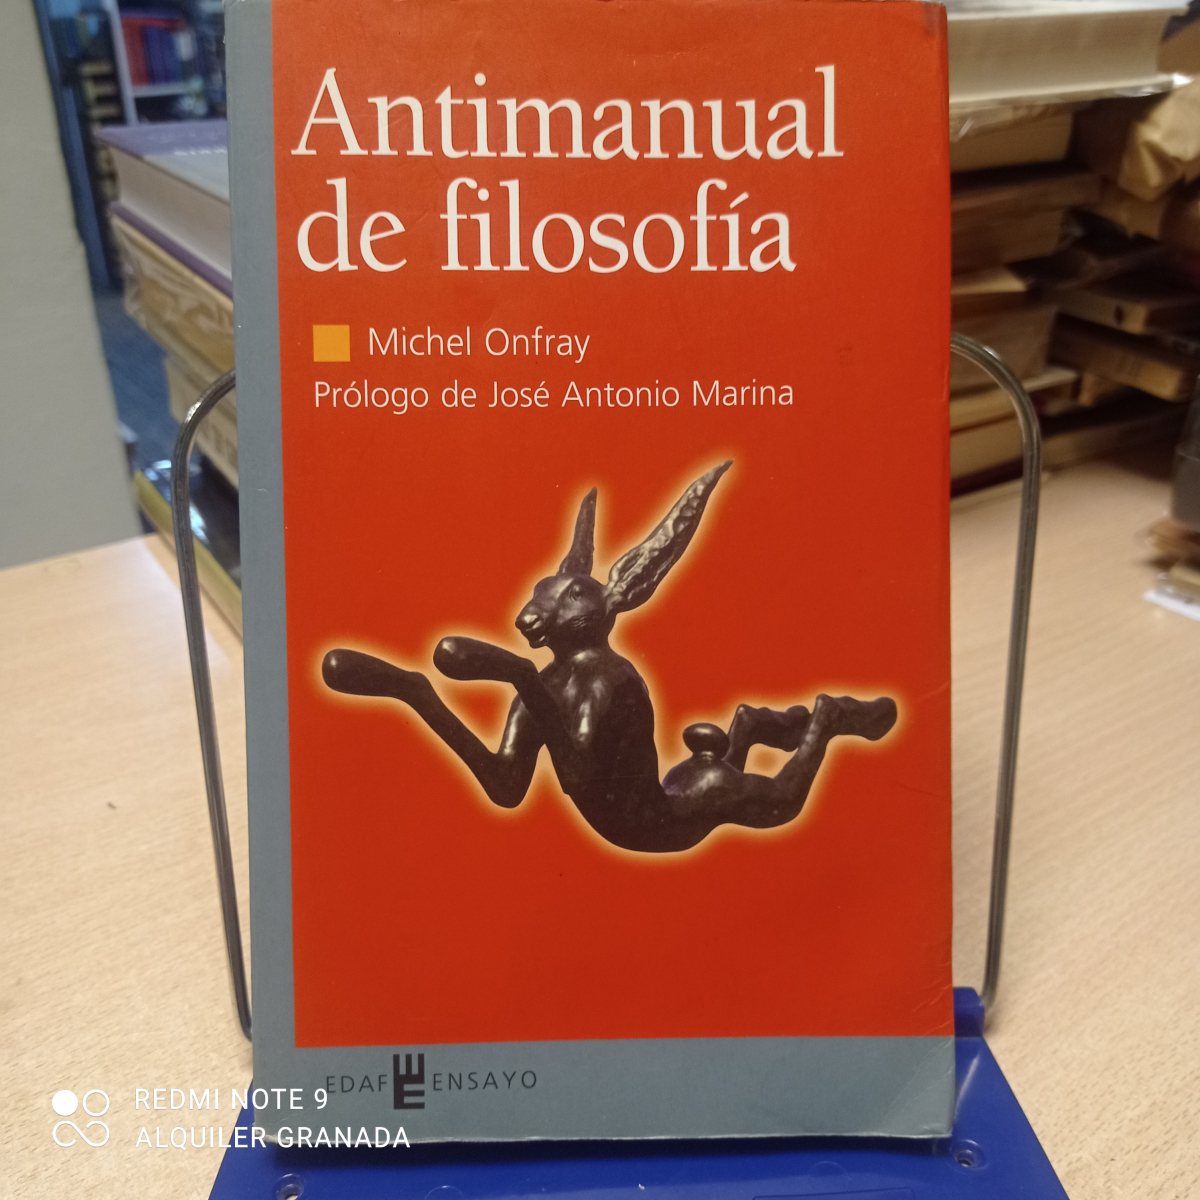 Antimanual
de filosofía
Michel Onfray
Prólogo de José Antonio Marina
EDAF ENSAYO
REDMI NOTE 9
ALQUILER GRANADA